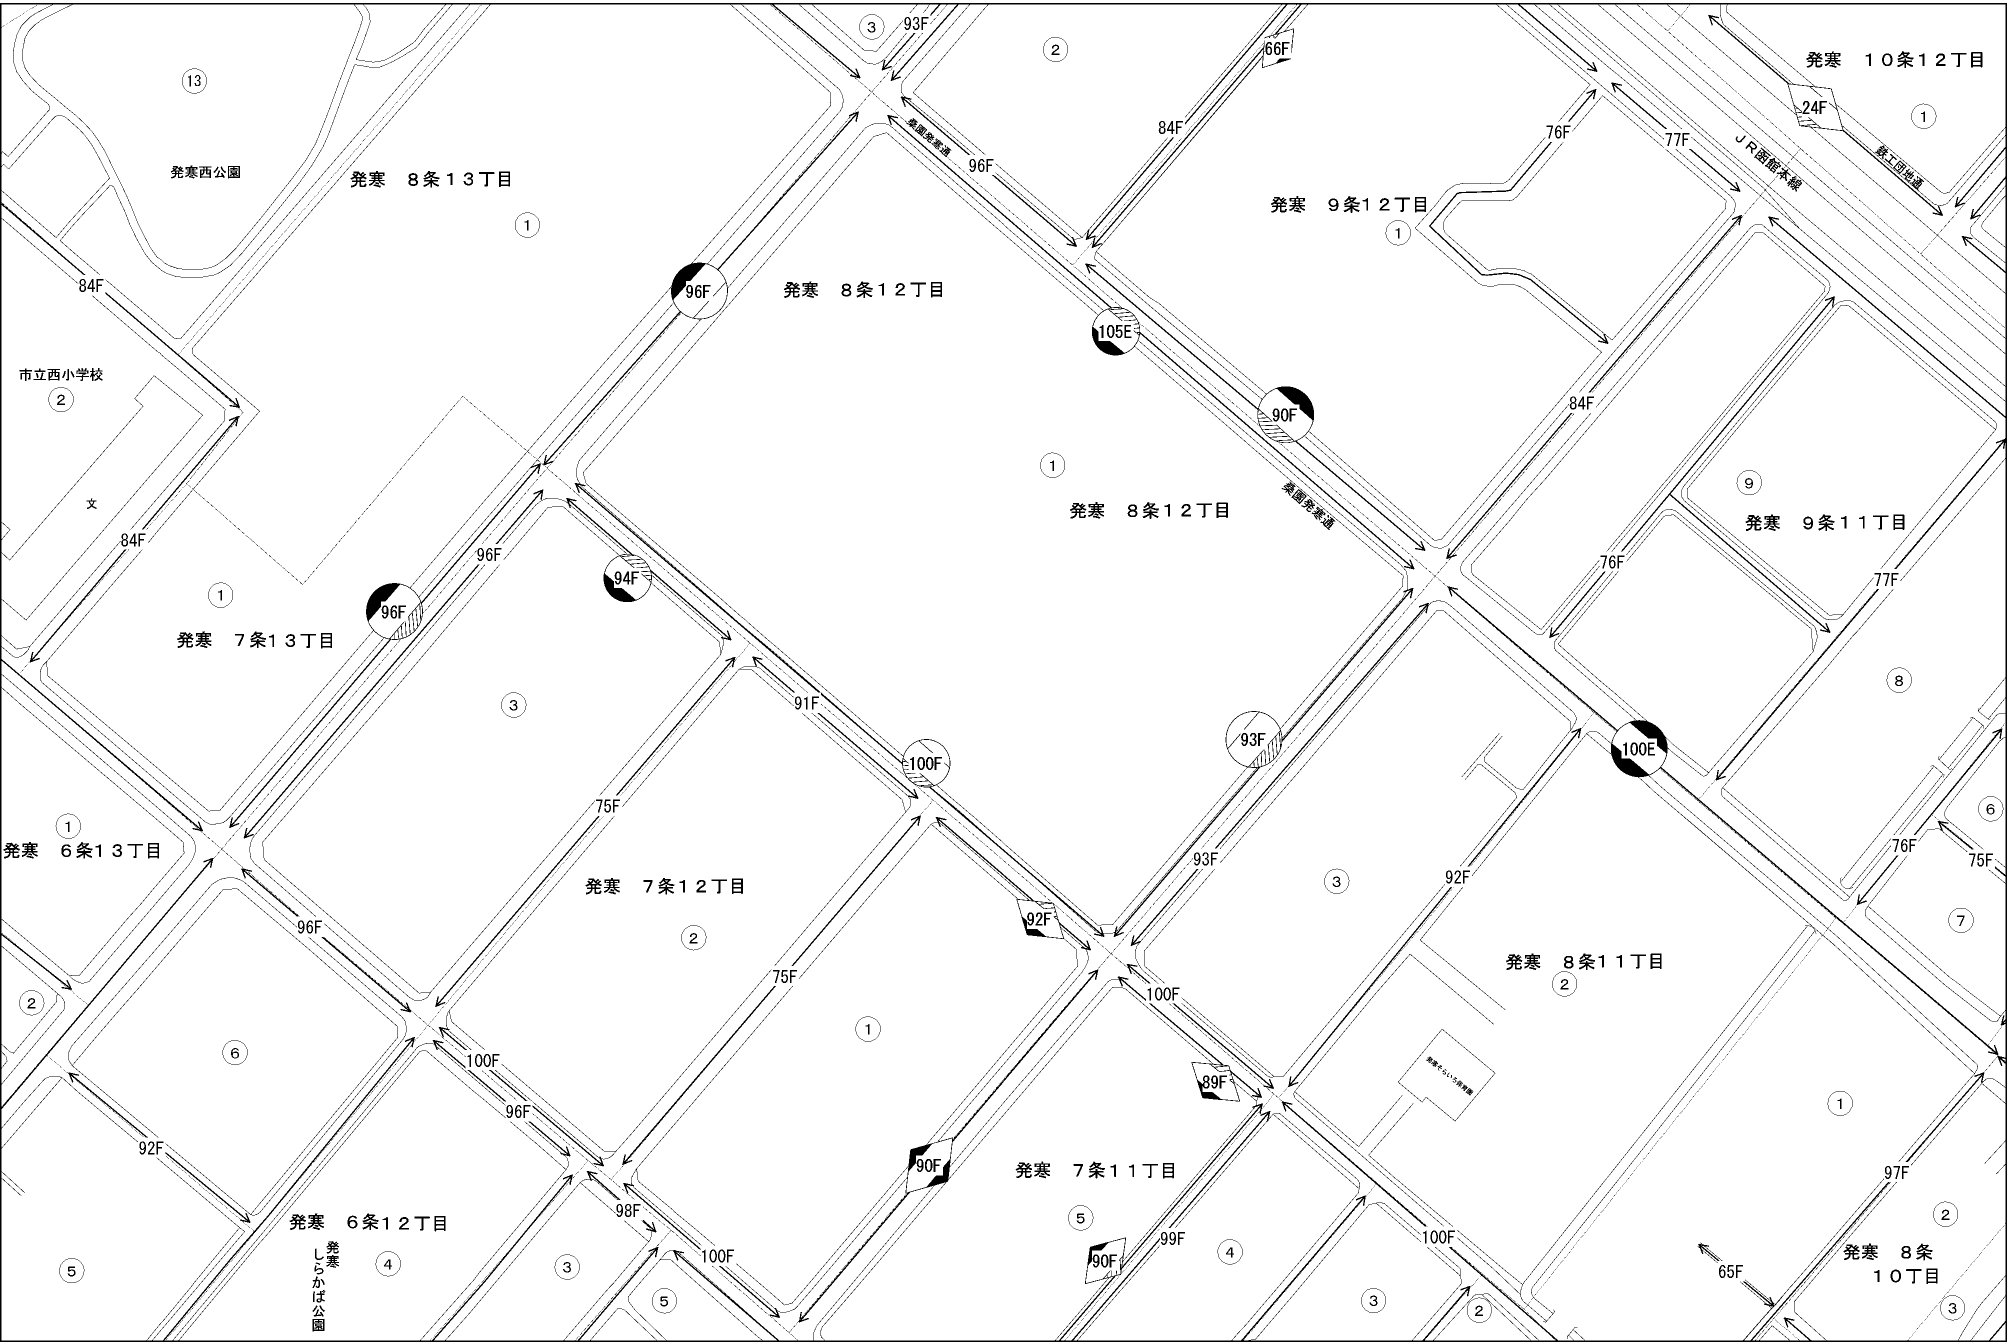 3
93F
2
66F
発寒　１０条１２丁目
13
24F
1
桑園発寒通
84F
76F
77F
ＪＲ函館本線
96F
鉄工団地通
発寒西公園
発寒　８条１３丁目
1
発寒　９条１２丁目
1
84F
96F
発寒　８条１２丁目
105E
市立西小学校
2
90F
84F
1
桑園発寒通
発寒　８条１２丁目
9
発寒　９条１１丁目
文
84F
96F
94F
76F
77F
1
96F
発寒　７条１３丁目
3
91F
8
93F
100E
100F
75F
6
1
発寒　６条１３丁目
76F
75F
93F
92F
3
発寒　７条１２丁目
2
92F
7
96F
発寒　８条１１丁目
2
75F
100F
2
1
6
100F
発寒そらいろ保育園
89F
96F
1
92F
90F
発寒　７条１１丁目
97F
98F
5
2
発寒　６条１２丁目
99F
4
100F
発寒　８条
１０丁目
発寒
しらかば公園
100F
90F
5
4
3
65F
5
3
2
3